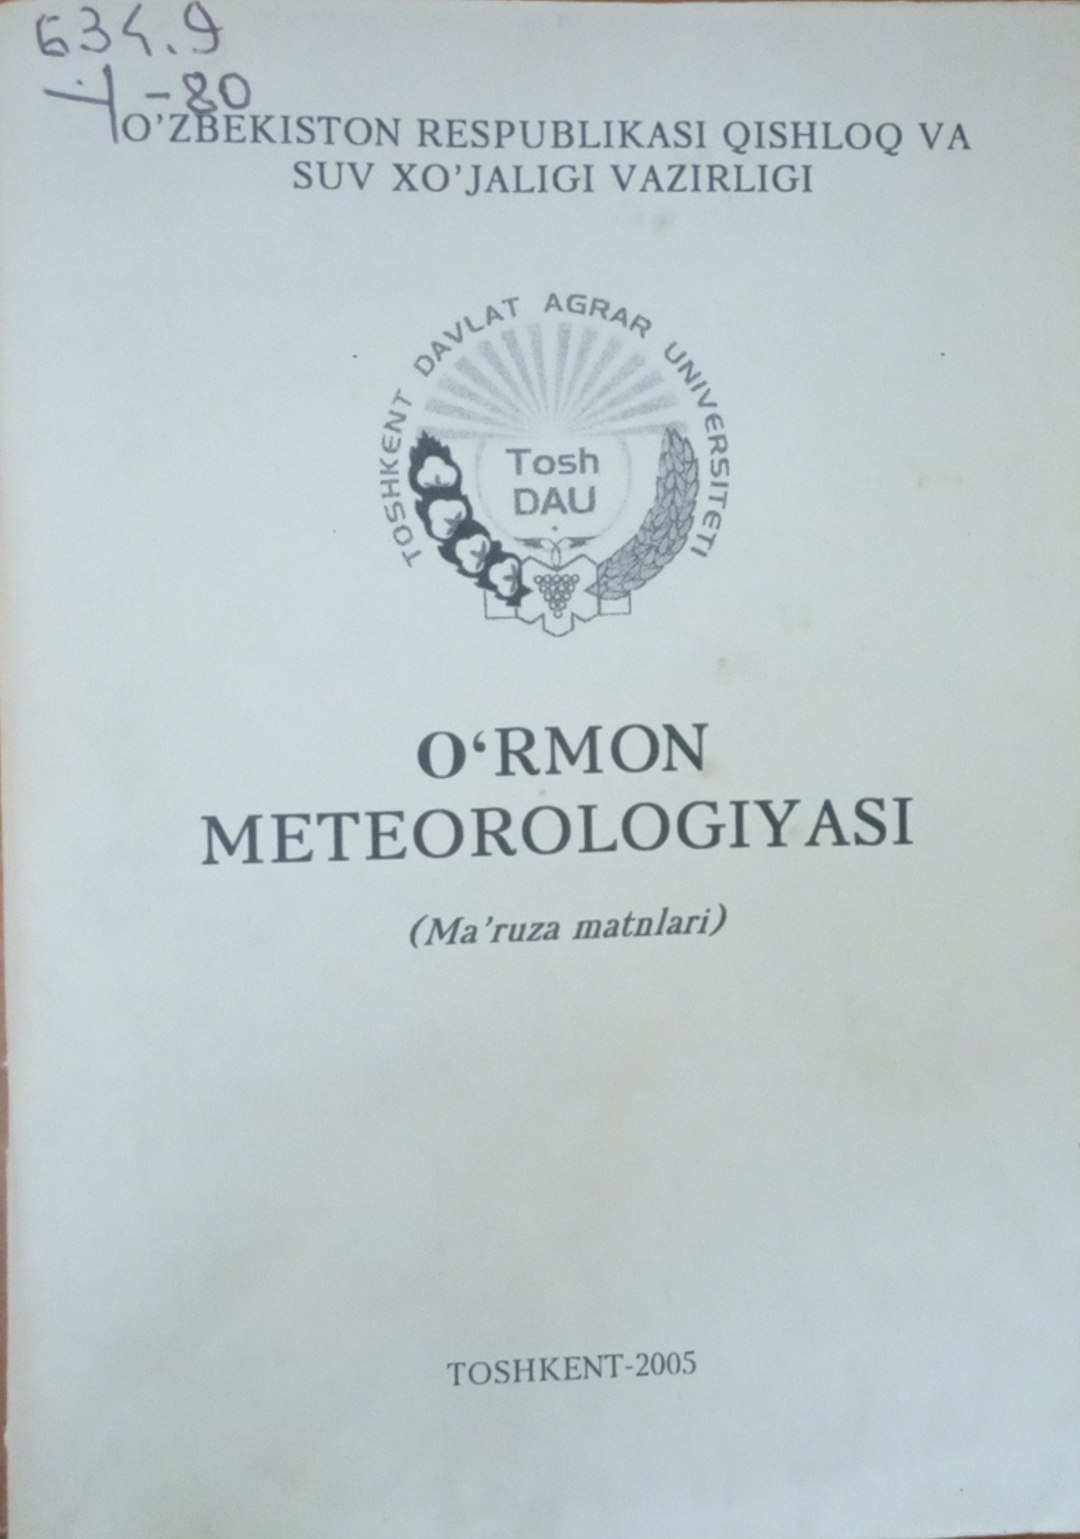 634.9
-80
O'ZBEKISTON RESPUBLIKASI QISHLOQ VA
SUV XO'JALIGI VAZIRLIGI
TOSHKENT DAVLAT AGRAR UNIVERSITETI
Tosh
DAU
O‘RMON
METEOROLOGIYASI
(Ma'ruza matnlari)
TOSHKENT-2005